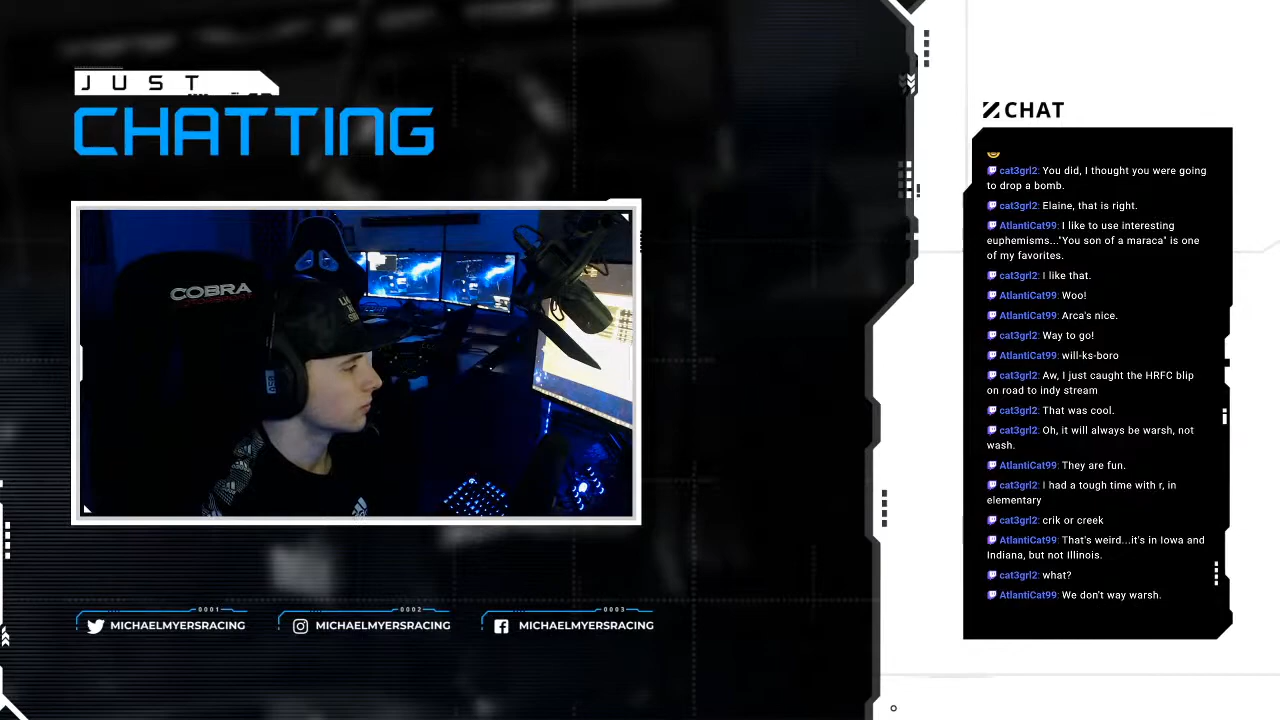 JUST
CHATTING
COBRA
0001
MICHAELMYERSRACING
0002
MICHAELMYERSRACING
0003
MICHAELMYERSRACING
CHAT
cat3grl2: You did, I thought you were going
to drop a bomb.
cat3grl2: Elaine, that is right.
AtlantiCat99: I like to use interesting
euphemisms..."You son of a maraca" is one
of my favorites.
cat3grl2: I like that.
AtlantiCat99: Woo!
AtlantiCat99: Arca's nice.
cat3grl2: Way to go!
AtlantiCat99: will-ks-boro
cat3grl2: Aw, I just caught the HRFC blip
on road to indy stream
cat3grl2: That was cool.
cat3grl2: Oh, it will always be warsh, not
wash.
AtlantiCat99: They are fun.
cat3grl2: I had a tough time with r, in
elementary
cat3grl2: crik or creek
AtlantiCat99: That's weird...it's in Iowa and
Indiana, but not Illinois.
cat3grl2: what?
AtlantiCat99: We don't way warsh.